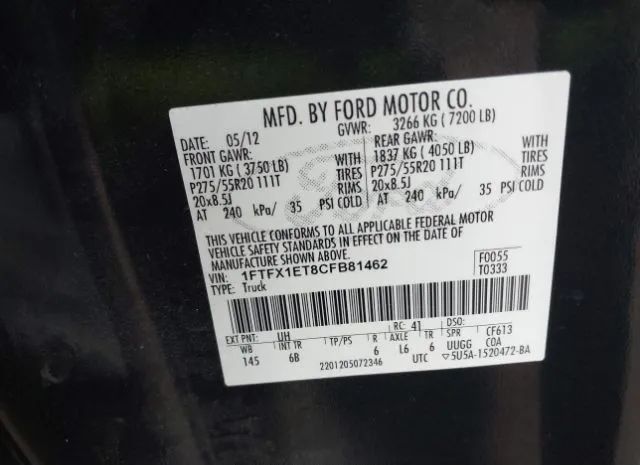 MFD. BY FORD MOTOR CO.
DATE: 05/12 GVWR: 3266 KG ( 7200 LB)
FRONT GAWR: REAR GAWR:
1701 KG ( 3750 LB) WITH 1837 KG ( 4050 LB) WITH
P275/55R20 111T TIRES P275/55R20 111T TIRES
20x8.5J RIMS 20x8.5J RIMS
AT 240 kPa/ 35 PSI COLD AT 240 kPa/ 35 PSI COLD
Ford
THIS VEHICLE CONFORMS TO ALL APPLICABLE FEDERAL MOTOR
VEHICLE SAFETY STANDARDS IN EFFECT ON THE DATE OF
MANUFACTURE SHOWN ABOVE.
VIN: 1FTFX1ET8CFB81462 F0055
TYPE: Truck T0333
EXT PNT: UH RC: 41 DSO:
WB INT TR TP/PS R AXLE TR SPR CF613
145 6B 6 L6 6 UUGG COA
2201205072346 UTC ▽5U5A-1520472-BA